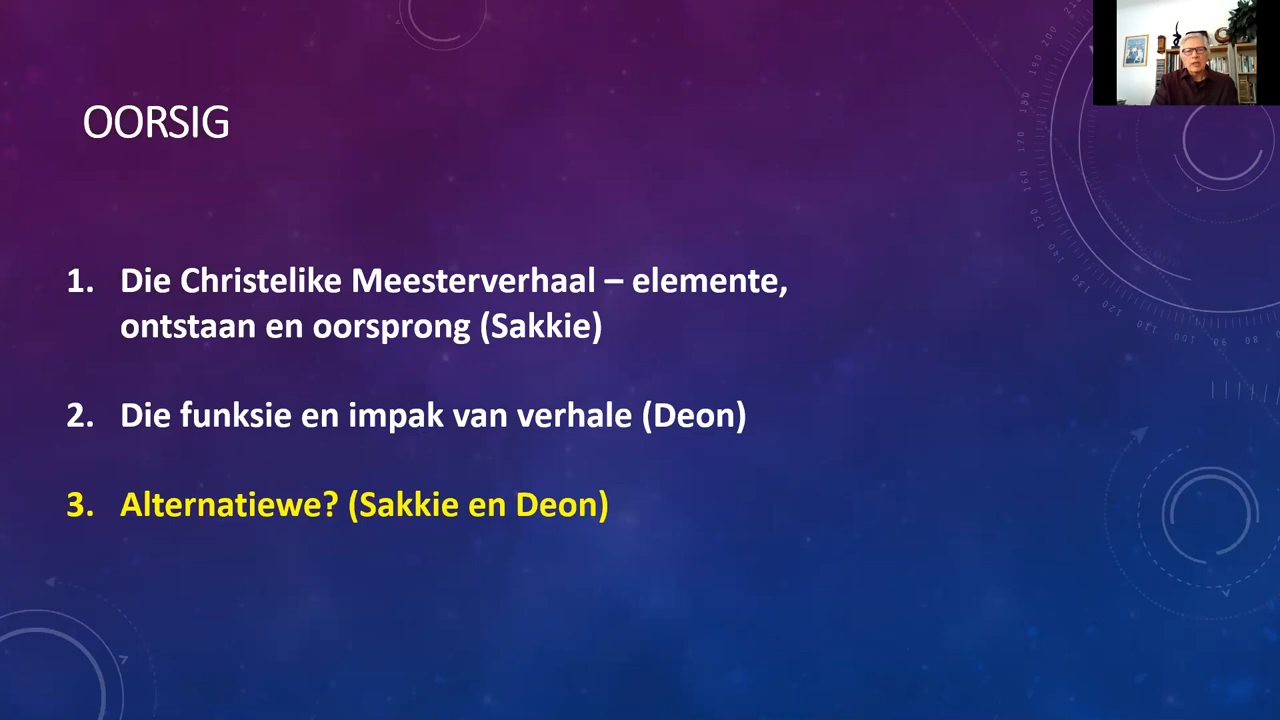 OORSIG
1. Die Christelike Meesterverhaal – elemente,
ontstaan en oorsprong (Sakkie)
2. Die funksie en impak van verhale (Deon)
3. Alternatiewe? (Sakkie en Deon)